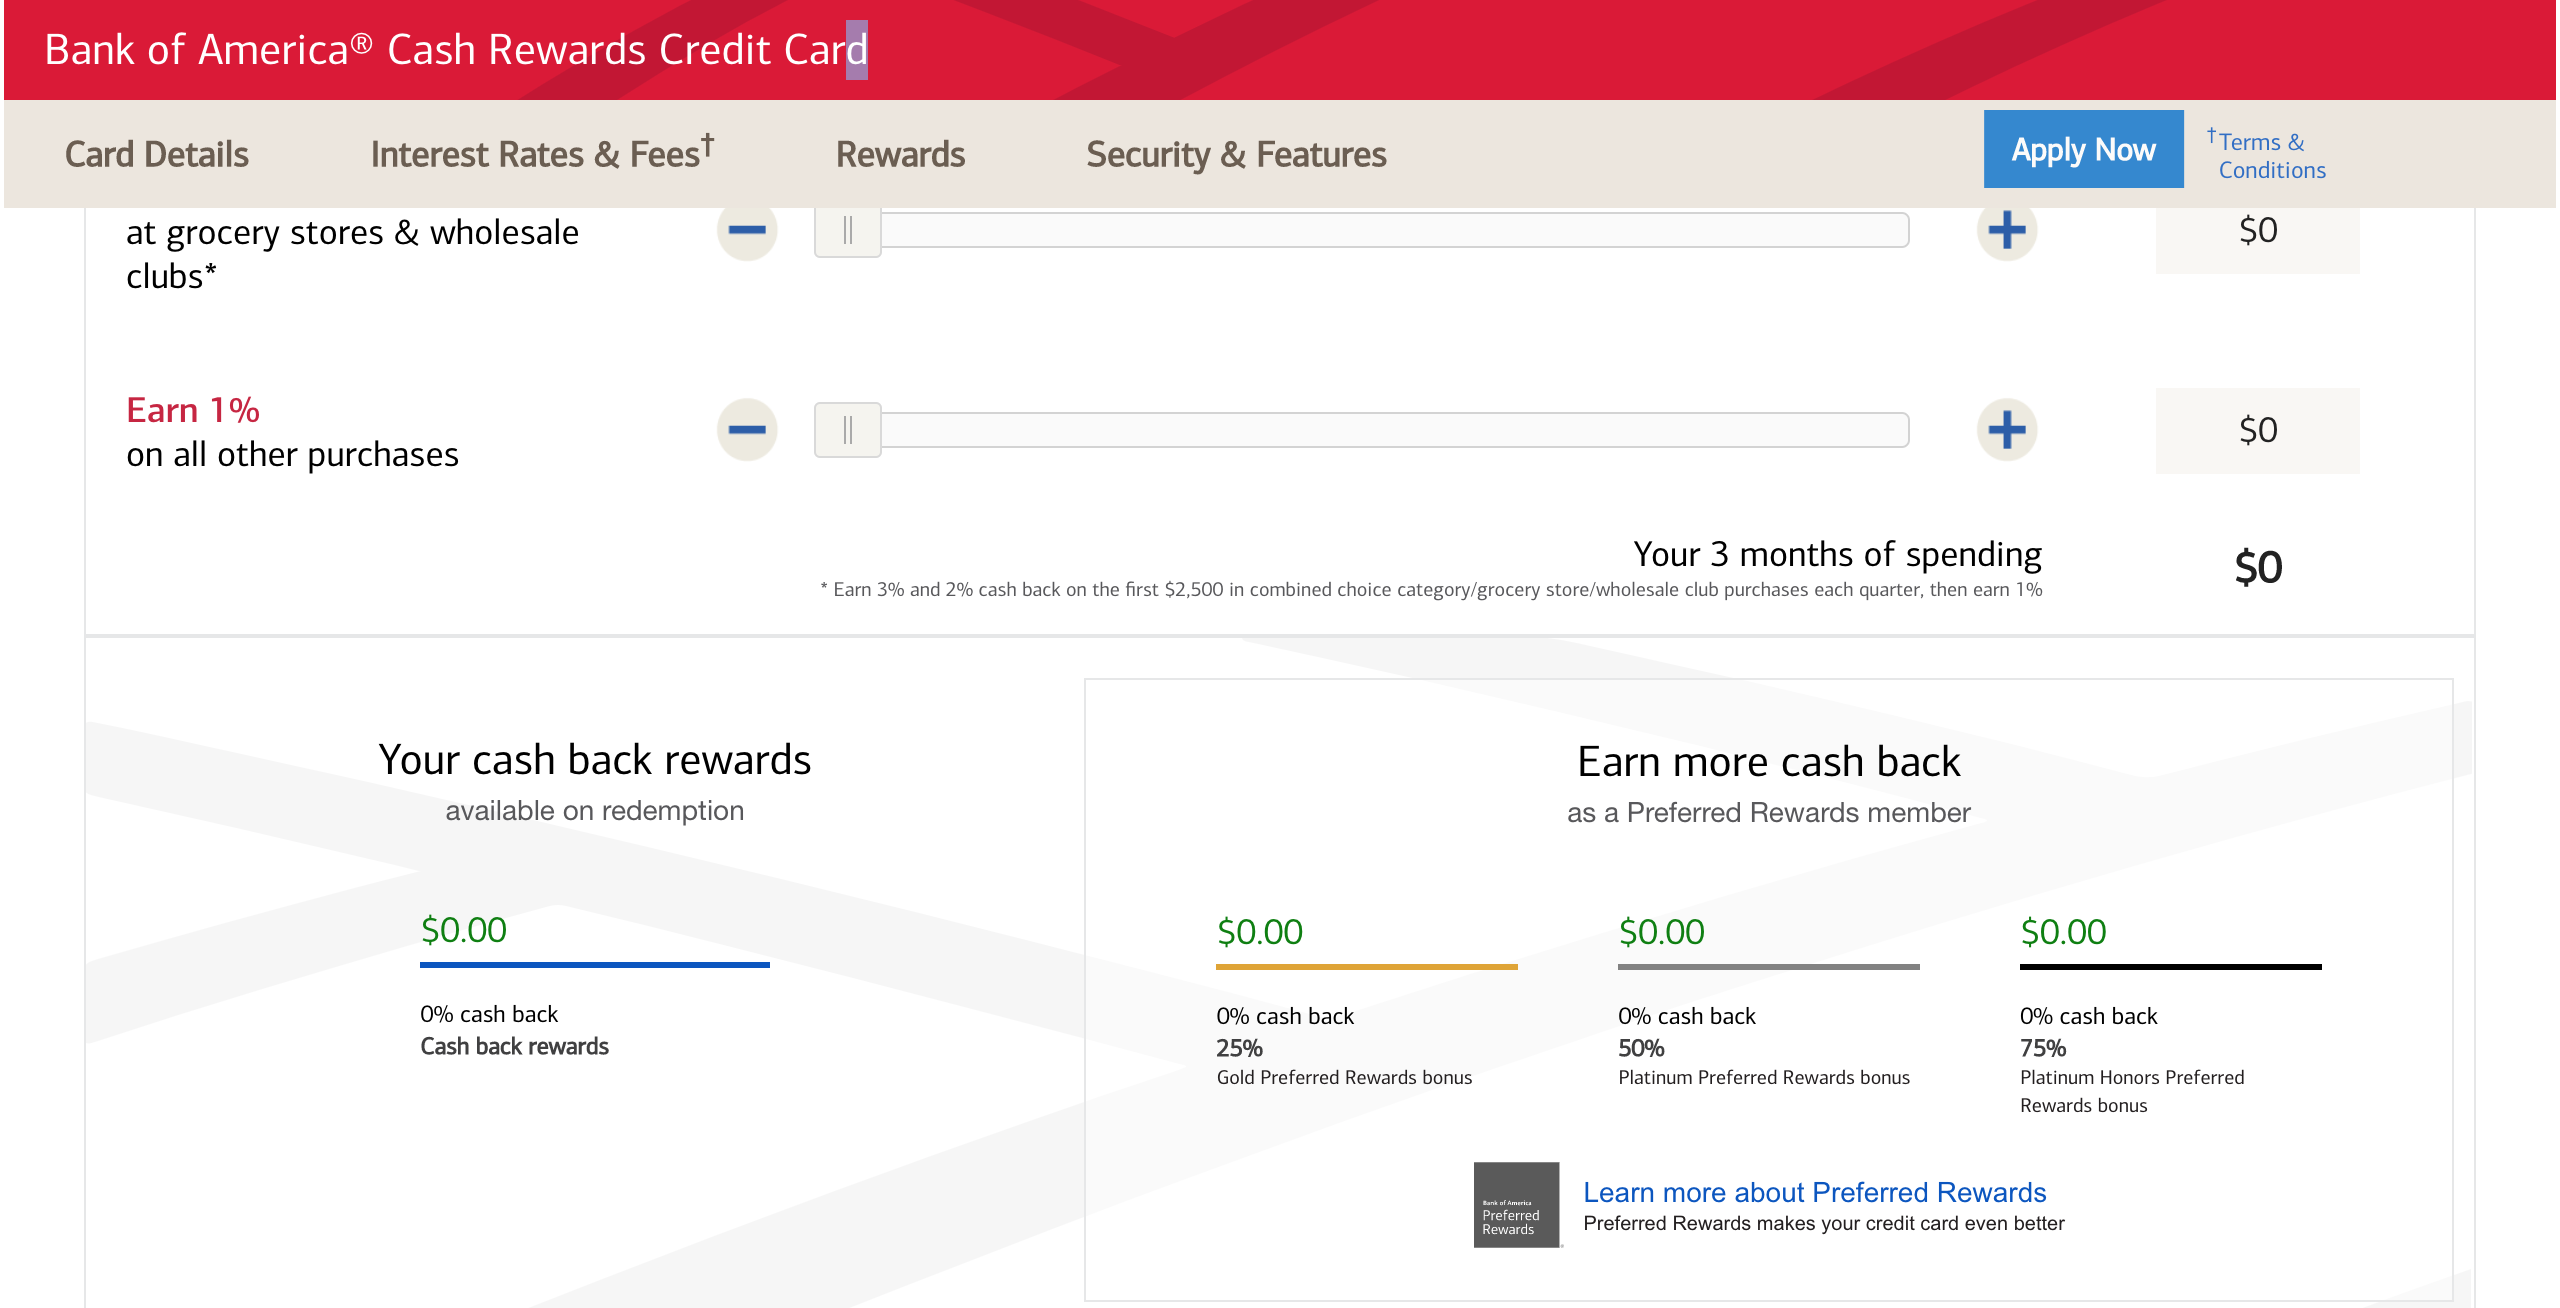 Bank of America® Cash Rewards Credit Card
Card Details
Interest Rates & Fees†
Rewards
Security & Features
Apply Now
†Terms &
Conditions
at grocery stores & wholesale
clubs*
$0
Earn 1%
on all other purchases
$0
Your 3 months of spending
$0
* Earn 3% and 2% cash back on the first $2,500 in combined choice category/grocery store/wholesale club purchases each quarter, then earn 1%
Your cash back rewards
available on redemption
$0.00
0% cash back
Cash back rewards
Earn more cash back
as a Preferred Rewards member
$0.00
0% cash back
25%
Gold Preferred Rewards bonus
$0.00
0% cash back
50%
Platinum Preferred Rewards bonus
$0.00
0% cash back
75%
Platinum Honors Preferred
Rewards bonus
Bank of America
Preferred
Rewards
Learn more about Preferred Rewards
Preferred Rewards makes your credit card even better